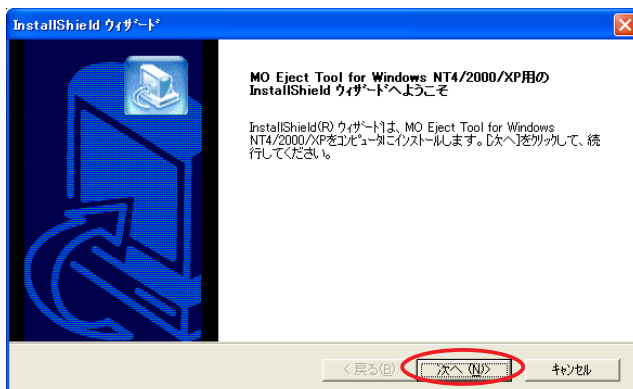 InstallShield ウィザード
MO Eject Tool for Windows NT4/2000/XP用の
InstallShield ウィザードへようこそ
InstallShield(R) ウィザードは、MO Eject Tool for Windows
NT4/2000/XPをコンピュータにインストールします。[次へ]をクリックして、続
行してください。
< 戻る(B)
次へ (N)>
キャンセル